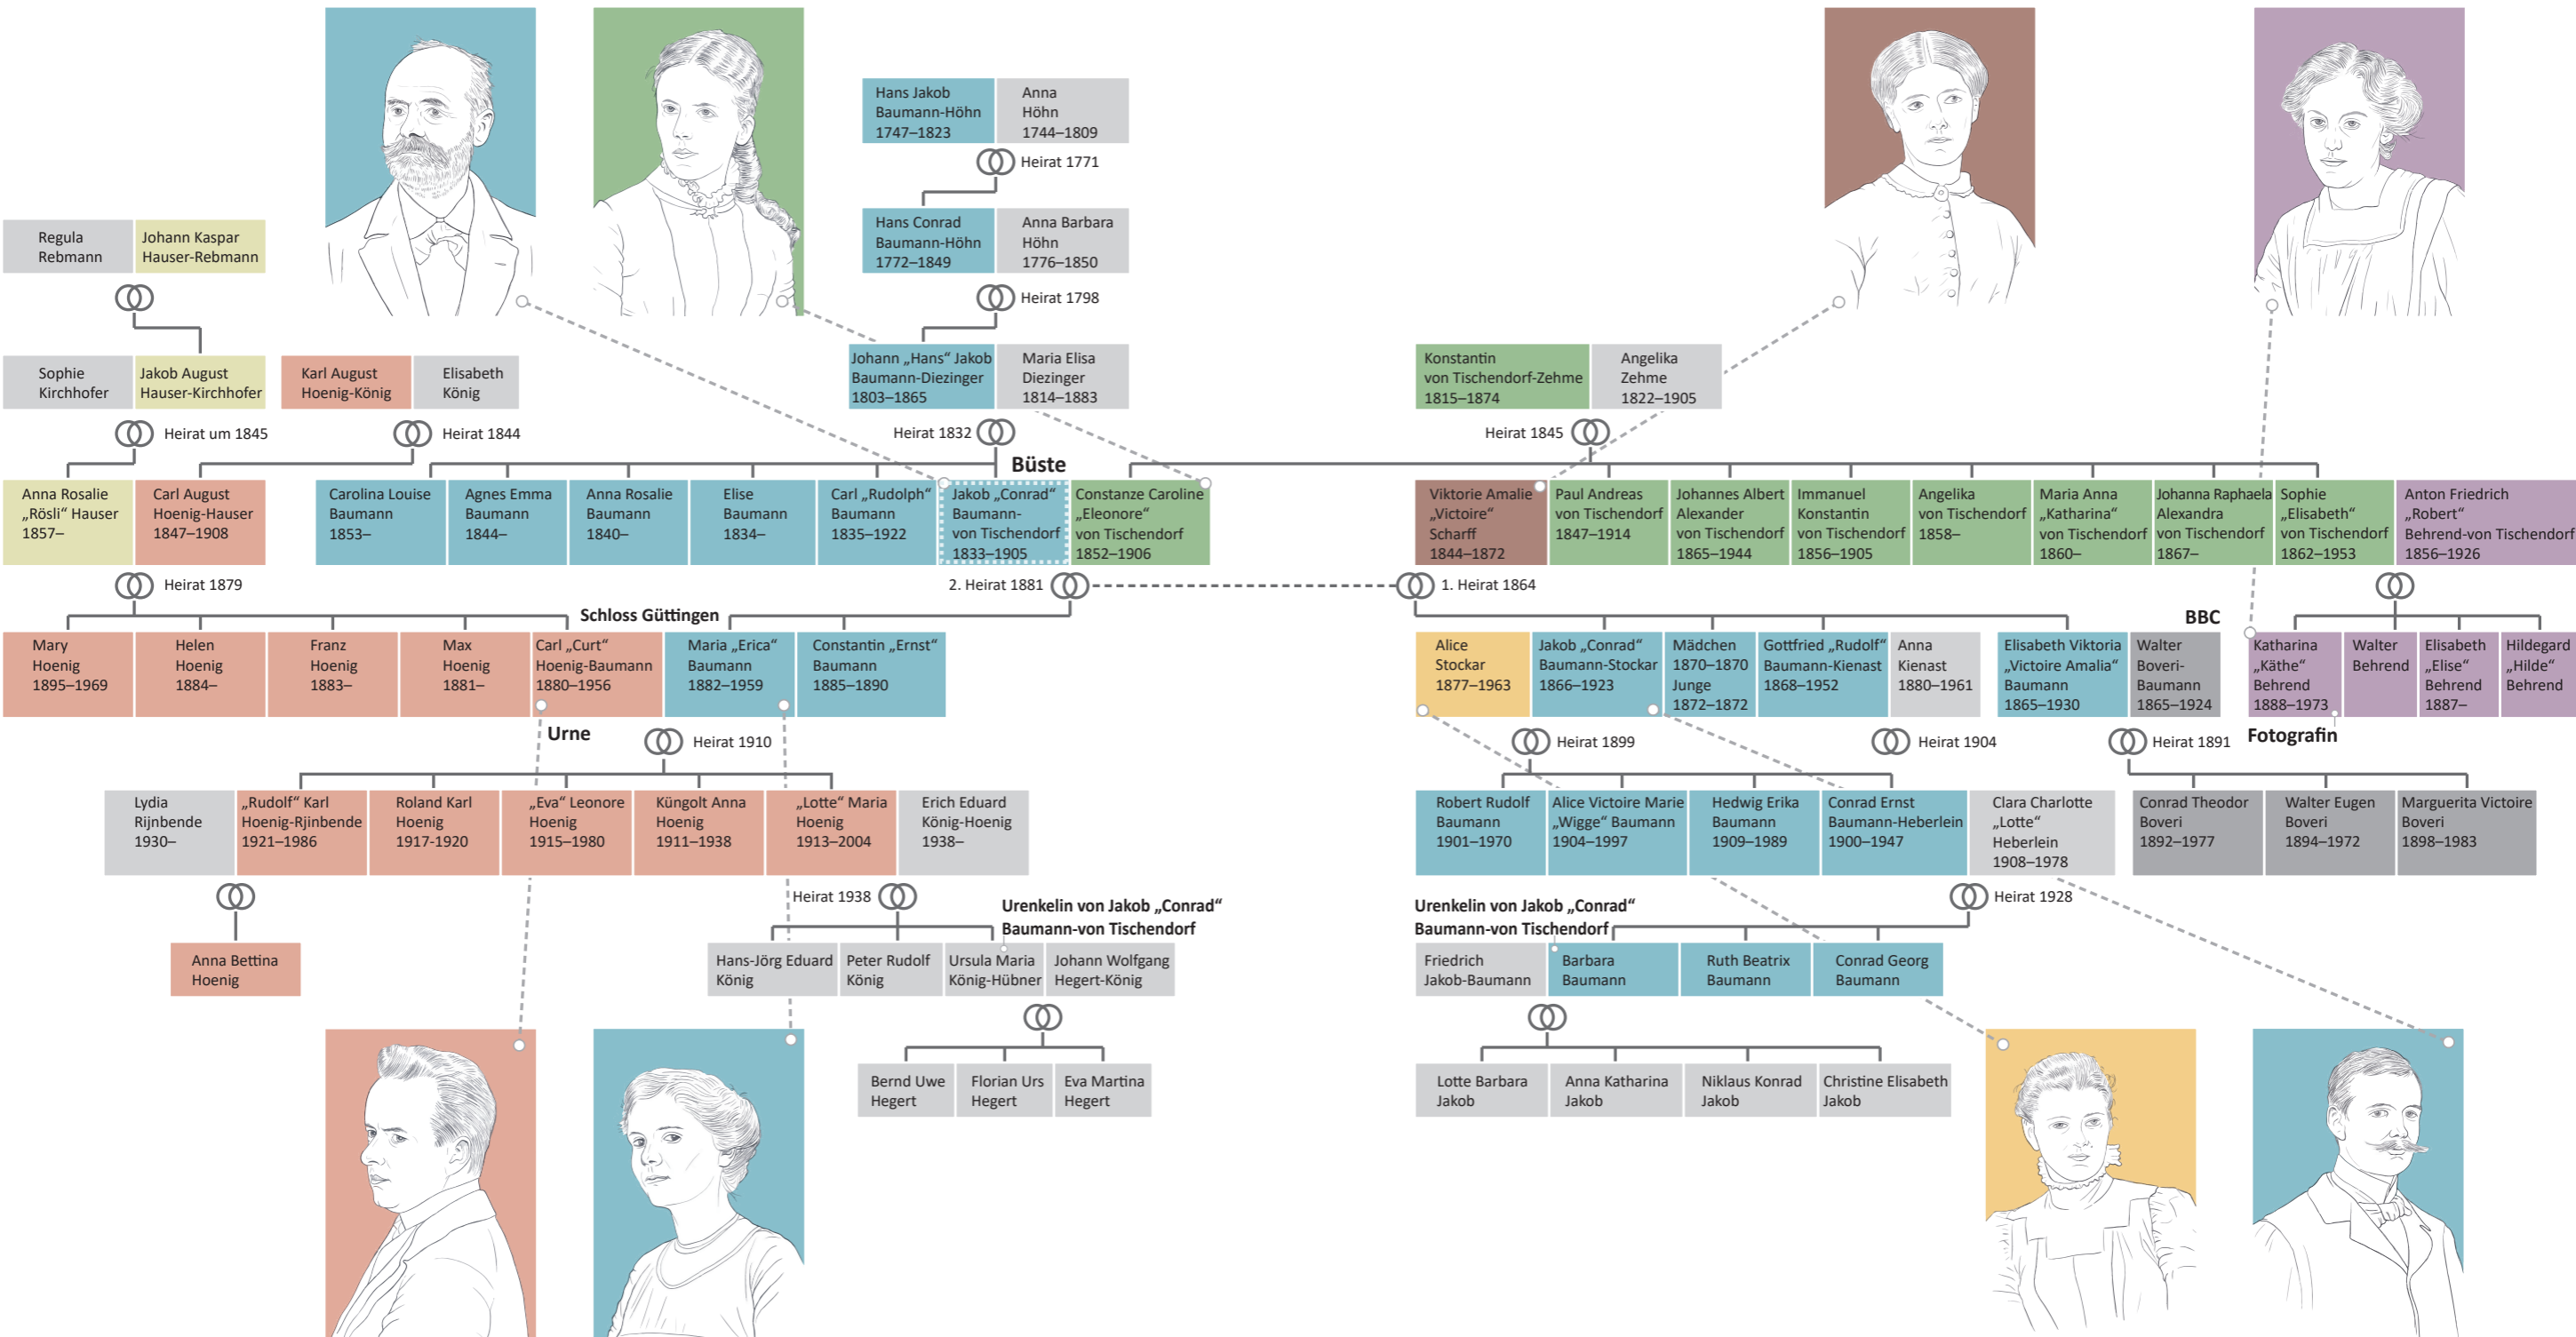 Hans Jakob
Baumann-Höhn
1747–1823
Anna
Höhn
1744–1809
Heirat 1771
Regula
Rebmann
Johann Kaspar
Hauser-Rebmann
Hans Conrad
Baumann-Höhn
1772–1849
Anna Barbara
Höhn
1776–1850
Heirat 1798
Sophie
Kirchhofer
Jakob August
Hauser-Kirchhofer
Karl August
Hoenig-König
Elisabeth
König
Johann „Hans“ Jakob
Baumann-Diezinger
1803–1865
Maria Elisa
Diezinger
1814–1883
Konstantin
von Tischendorf-Zehme
1815–1874
Angelika
Zehme
1822–1905
Heirat um 1845
Heirat 1844
Heirat 1832
Heirat 1845
Büste
Anna Rosalie
„Rösli“ Hauser
1857–
Carl August
Hoenig-Hauser
1847–1908
Carolina Louise
Baumann
1853–
Agnes Emma
Baumann
1844–
Anna Rosalie
Baumann
1840–
Elise
Baumann
1834–
Carl „Rudolph“
Baumann
1835–1922
Jakob „Conrad“
Baumann-
von Tischendorf
1833–1905
Constanze Caroline
„Eleonore“
von Tischendorf
1852–1906
Viktorie Amalie
„Victoire“
Scharff
1844–1872
Paul Andreas
von Tischendorf
1847–1914
Johannes Albert
Alexander
von Tischendorf
1865–1944
Immanuel
Konstantin
von Tischendorf
1856–1905
Angelika
von Tischendorf
1858–
Maria Anna
„Katharina“
von Tischendorf
1860–
Johanna Raphaela
Alexandra
von Tischendorf
1867–
Sophie
„Elisabeth“
von Tischendorf
1862–1953
Anton Friedrich
„Robert“
Behrend-von Tischendorf
1856–1926
Heirat 1879
2. Heirat 1881
1. Heirat 1864
Schloss Güttingen
BBC
Mary
Hoenig
1895–1969
Helen
Hoenig
1884–
Franz
Hoenig
1883–
Max
Hoenig
1881–
Carl „Curt“
Hoenig-Baumann
1880–1956
Maria „Erica“
Baumann
1882–1959
Constantin „Ernst“
Baumann
1885–1890
Alice
Stockar
1877–1963
Jakob „Conrad“
Baumann-Stockar
1866–1923
Mädchen
1870–1870
Junge
1872–1872
Gottfried „Rudolf“
Baumann-Kienast
1868–1952
Anna
Kienast
1880–1961
Elisabeth Viktoria
„Victoire Amalia“
Baumann
1865–1930
Walter
Boveri-
Baumann
1865–1924
Katharina
„Käthe“
Behrend
1888–1973
Walter
Behrend
Elisabeth
„Elise“
Behrend
1887–
Hildegard
„Hilde“
Behrend
Urne
Heirat 1910
Heirat 1899
Heirat 1904
Heirat 1891
Fotografin
Lydia
Rijnbende
1930–
„Rudolf“ Karl
Hoenig-Rjinbende
1921–1986
Roland Karl
Hoenig
1917-1920
„Eva“ Leonore
Hoenig
1915–1980
Küngolt Anna
Hoenig
1911–1938
„Lotte“ Maria
Hoenig
1913–2004
Erich Eduard
König-Hoenig
1938–
Robert Rudolf
Baumann
1901–1970
Alice Victoire Marie
„Wigge“ Baumann
1904–1997
Hedwig Erika
Baumann
1909–1989
Conrad Ernst
Baumann-Heberlein
1900–1947
Clara Charlotte
„Lotte“
Heberlein
1908–1978
Conrad Theodor
Boveri
1892–1977
Walter Eugen
Boveri
1894–1972
Marguerita Victoire
Boveri
1898–1983
Heirat 1938
Heirat 1928
Urenkelin von Jakob „Conrad“
Baumann-von Tischendorf
Urenkelin von Jakob „Conrad“
Baumann-von Tischendorf
Anna Bettina
Hoenig
Hans-Jörg Eduard
König
Peter Rudolf
König
Ursula Maria
König-Hübner
Johann Wolfgang
Hegert-König
Friedrich
Jakob-Baumann
Barbara
Baumann
Ruth Beatrix
Baumann
Conrad Georg
Baumann
Bernd Uwe
Hegert
Florian Urs
Hegert
Eva Martina
Hegert
Lotte Barbara
Jakob
Anna Katharina
Jakob
Niklaus Konrad
Jakob
Christine Elisabeth
Jakob